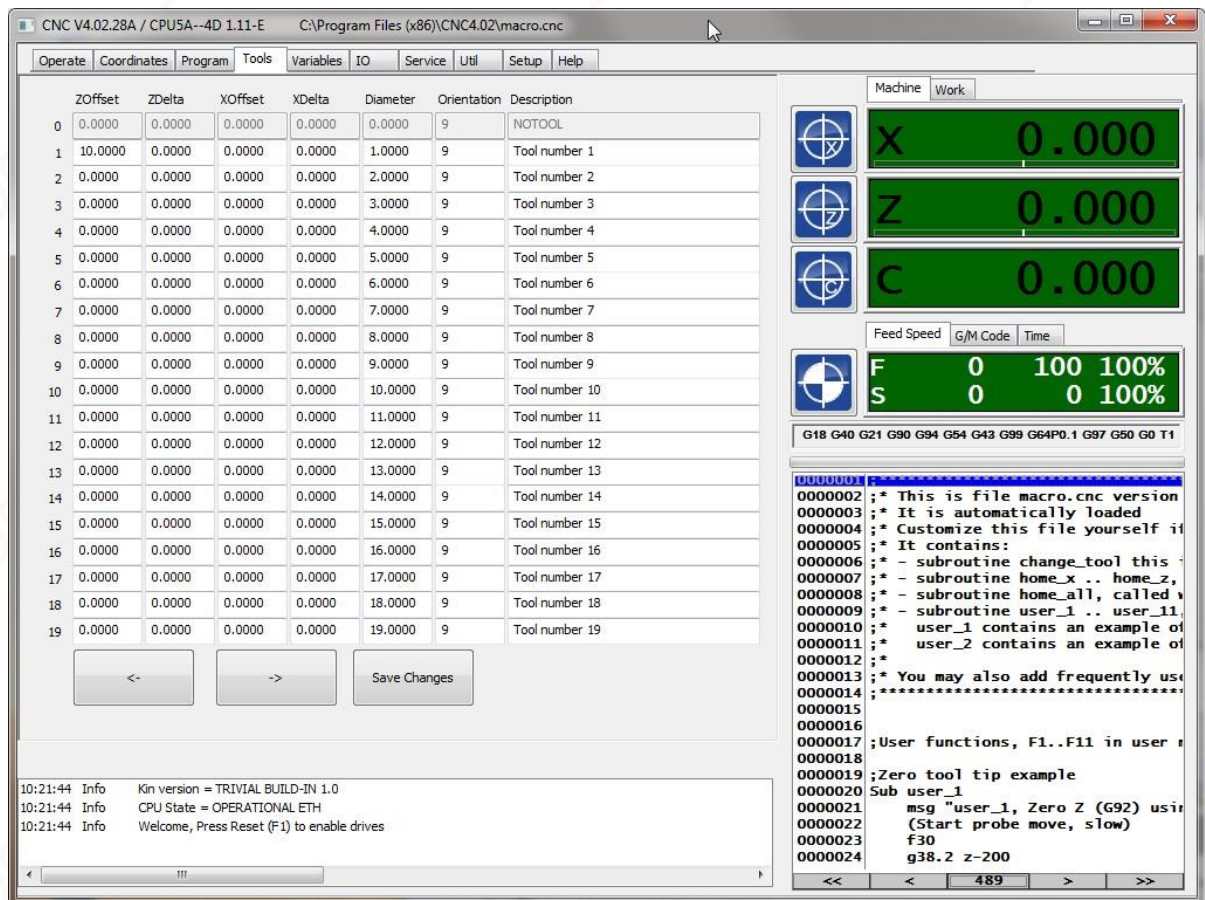 CNC V4.02.28A / CPU5A--4D 1.11-E C:\Program Files (x86)\CNC4.02\macro.cnc
Operate Coordinates Program Tools Variables IO Service Util Setup Help
ZOffset ZDelta XOffset XDelta Diameter Orientation Description
0 0.0000 0.0000 0.0000 0.0000 0.0000 9 NOTOOL
1 10.0000 0.0000 0.0000 0.0000 1.0000 9 Tool number 1
2 0.0000 0.0000 0.0000 0.0000 2.0000 9 Tool number 2
3 0.0000 0.0000 0.0000 0.0000 3.0000 9 Tool number 3
4 0.0000 0.0000 0.0000 0.0000 4.0000 9 Tool number 4
5 0.0000 0.0000 0.0000 0.0000 5.0000 9 Tool number 5
6 0.0000 0.0000 0.0000 0.0000 6.0000 9 Tool number 6
7 0.0000 0.0000 0.0000 0.0000 7.0000 9 Tool number 7
8 0.0000 0.0000 0.0000 0.0000 8.0000 9 Tool number 8
9 0.0000 0.0000 0.0000 0.0000 9.0000 9 Tool number 9
10 0.0000 0.0000 0.0000 0.0000 10.0000 9 Tool number 10
11 0.0000 0.0000 0.0000 0.0000 11.0000 9 Tool number 11
12 0.0000 0.0000 0.0000 0.0000 12.0000 9 Tool number 12
13 0.0000 0.0000 0.0000 0.0000 13.0000 9 Tool number 13
14 0.0000 0.0000 0.0000 0.0000 14.0000 9 Tool number 14
15 0.0000 0.0000 0.0000 0.0000 15.0000 9 Tool number 15
16 0.0000 0.0000 0.0000 0.0000 16.0000 9 Tool number 16
17 0.0000 0.0000 0.0000 0.0000 17.0000 9 Tool number 17
18 0.0000 0.0000 0.0000 0.0000 18.0000 9 Tool number 18
19 0.0000 0.0000 0.0000 0.0000 19.0000 9 Tool number 19
<- -> Save Changes
10:21:44 Info Kin version = TRIVIAL BUILD-IN 1.0
10:21:44 Info CPU State = OPERATIONAL ETH
10:21:44 Info Welcome, Press Reset (F1) to enable drives
Machine Work
X X 0.000
Z Z 0.000
C C 0.000
Feed Speed G/M Code Time
F 0 100 100%
S 0 0 100%
G18 G40 G21 G90 G94 G54 G43 G99 G64P0.1 G97 G50 G0 T1
0000001 ;**********************************
0000002 ;* This is file macro.cnc version
0000003 ;* It is automatically loaded
0000004 ;* Customize this file yourself if
0000005 ;* It contains:
0000006 ;* - subroutine change_tool this
0000007 ;* - subroutine home_x .. home_z,
0000008 ;* - subroutine home_all, called
0000009 ;* - subroutine user_1 .. user_11,
0000010 ;* user_1 contains an example of
0000011 ;* user_2 contains an example of
0000012 ;*
0000013 ;* You may also add frequently
0000014 ;**********************************
0000015
0000016
0000017 ;User functions, F1..F11 in user
0000018
0000019 ;Zero tool tip example
0000020 Sub user_1
0000021 msg "user_1, Zero Z (G92)
0000022 (Start probe move, slow)
0000023 f30
0000024 g38.2 z-200
<< < 489 > >>